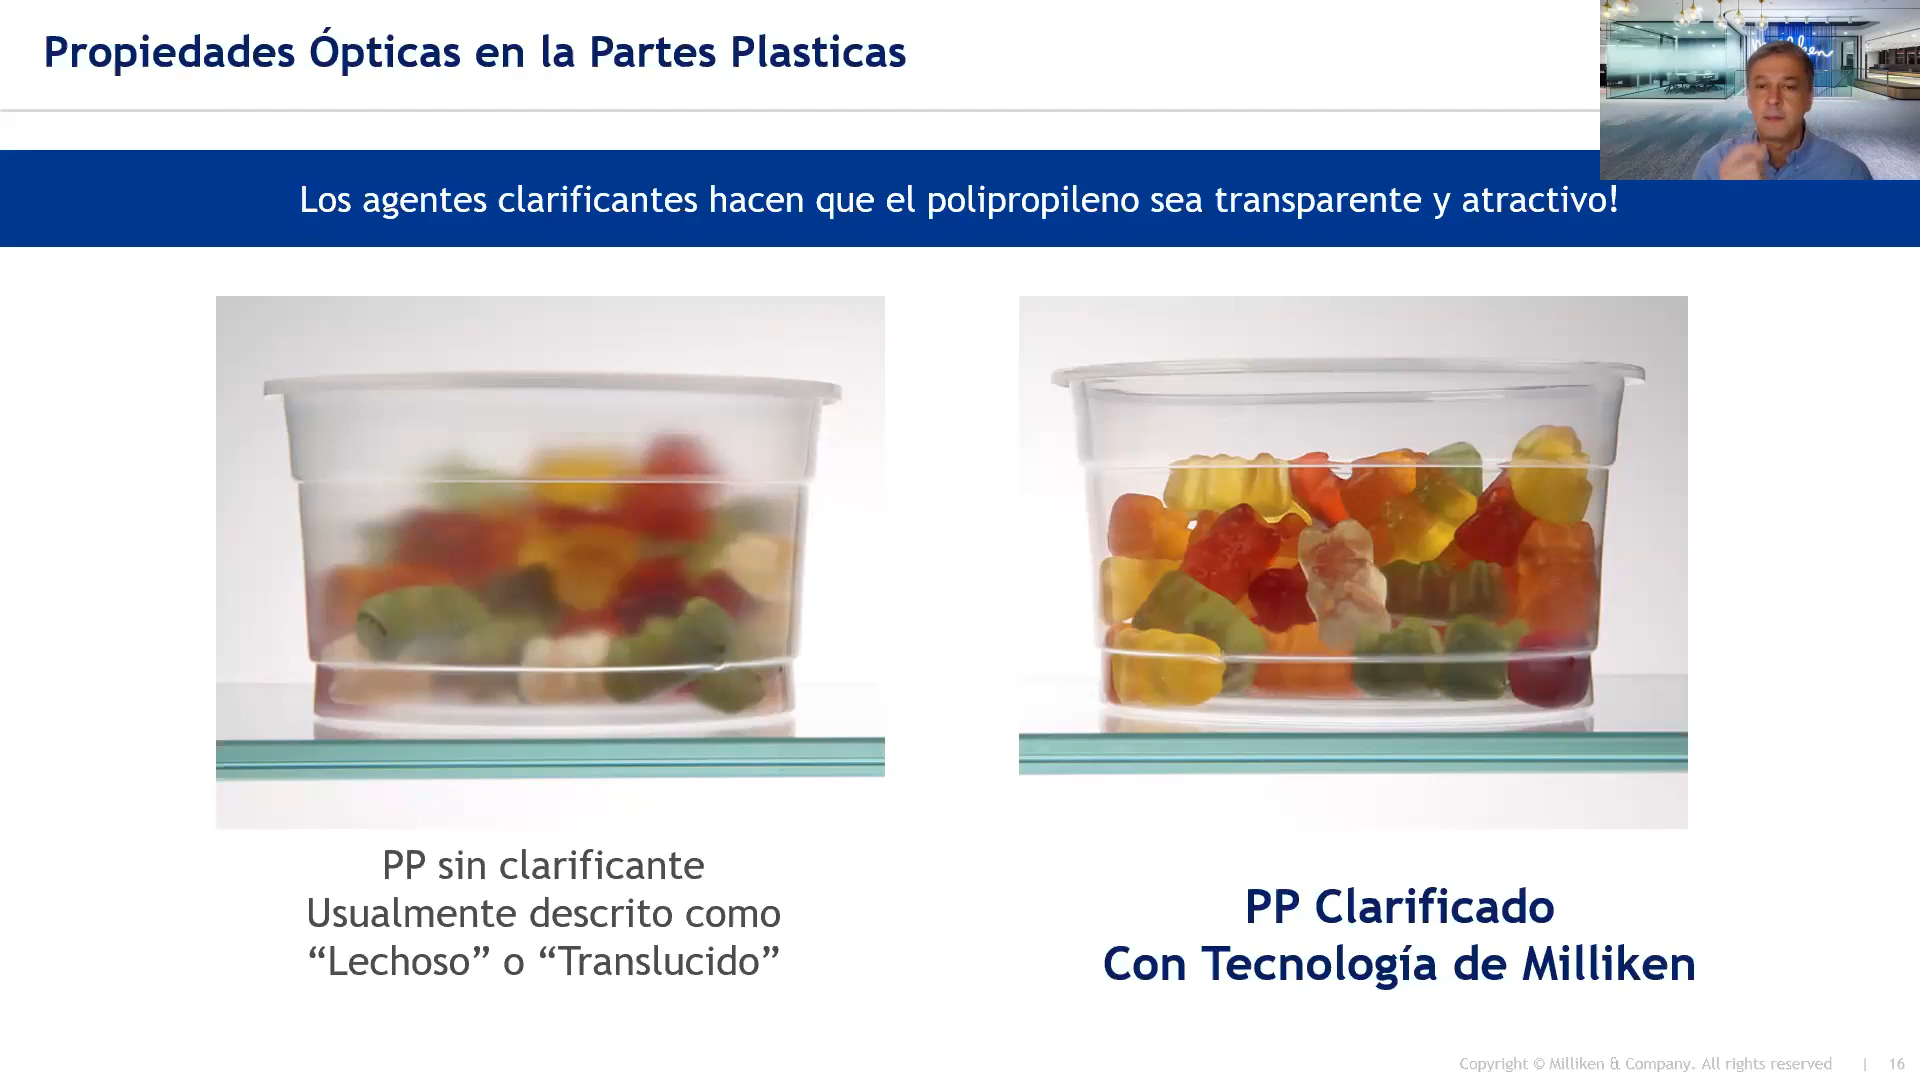 Propiedades Ópticas en la Partes Plasticas
Milliken
Los agentes clarificantes hacen que el polipropileno sea transparente y atractivo!
PP sin clarificante
Usualmente descrito como
“Lechoso” o “Translucido”
PP Clarificado
Con Tecnología de Milliken
Copyright © Milliken & Company. All rights reserved | 16